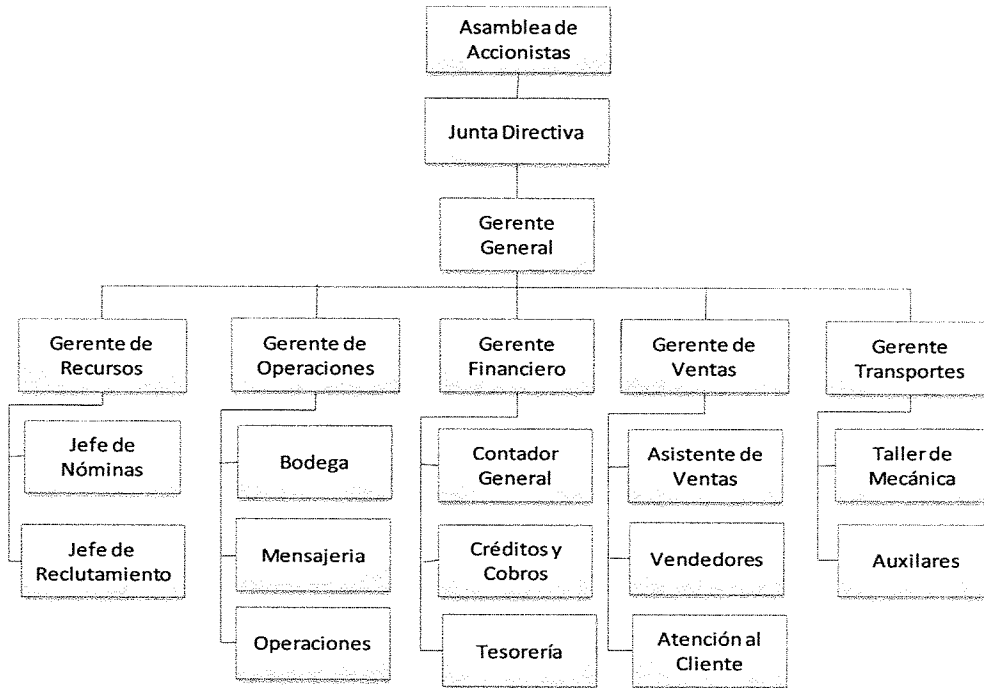 Asamblea de
Accionistas
Junta Directiva
Gerente
General
Gerente de
Recursos
Gerente de
Operaciones
Gerente
Financiero
Gerente de
Ventas
Gerente
Transportes
Jefe de
Nóminas
Jefe de
Reclutamiento
Bodega
Mensajeria
Operaciones
Contador
General
Créditos y
Cobros
Tesorería
Asistente de
Ventas
Vendedores
Atención al
Cliente
Taller de
Mecánica
Auxilares